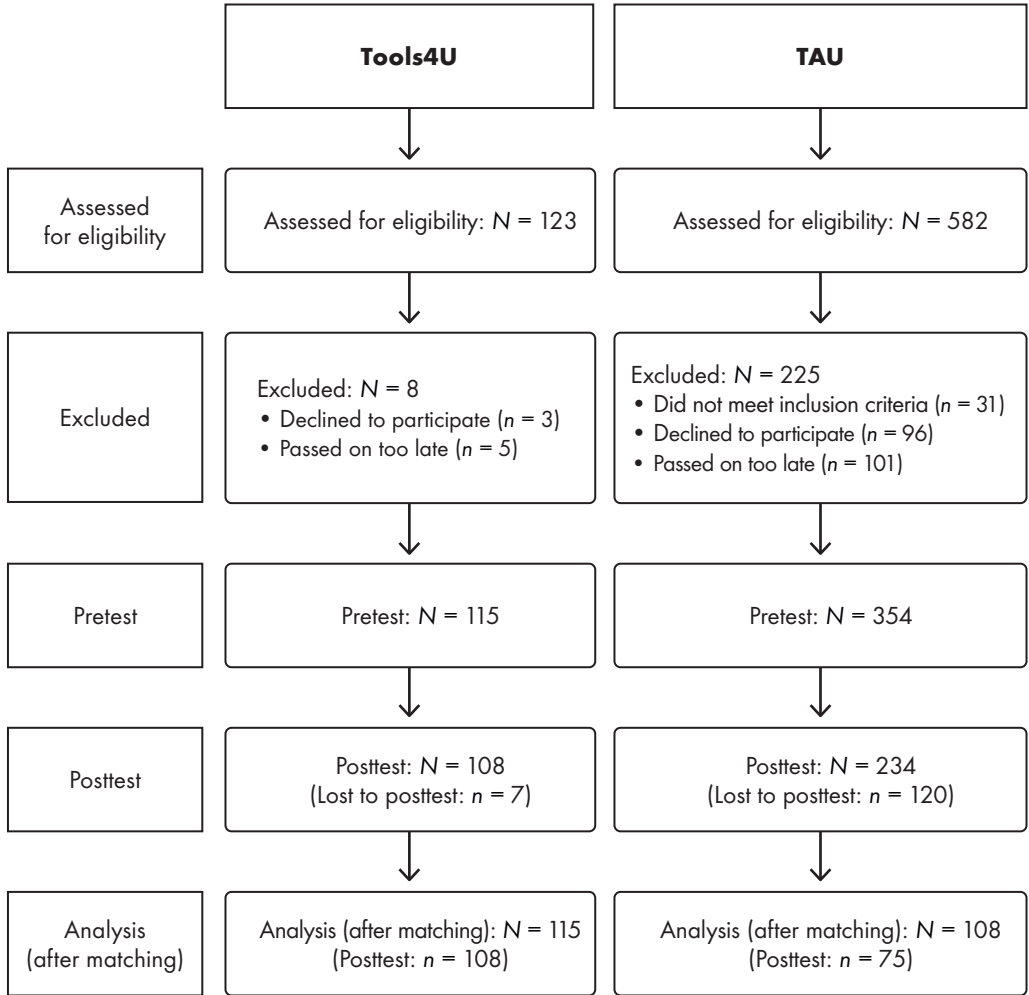 Tools4U
TAU
Assessed
for eligibility
Assessed for eligibility: N = 123
Assessed for eligibility: N = 582
Excluded
Excluded: N = 8
• Declined to participate (n = 3)
• Passed on too late (n = 5)
Excluded: N = 225
• Did not meet inclusion criteria (n = 31)
• Declined to participate (n = 96)
• Passed on too late (n = 101)
Pretest
Pretest: N = 115
Pretest: N = 354
Posttest
Posttest: N = 108
(Lost to posttest: n = 7)
Posttest: N = 234
(Lost to posttest: n = 120)
Analysis
(after matching)
Analysis (after matching): N = 115
(Posttest: n = 108)
Analysis (after matching): N = 108
(Posttest: n = 75)